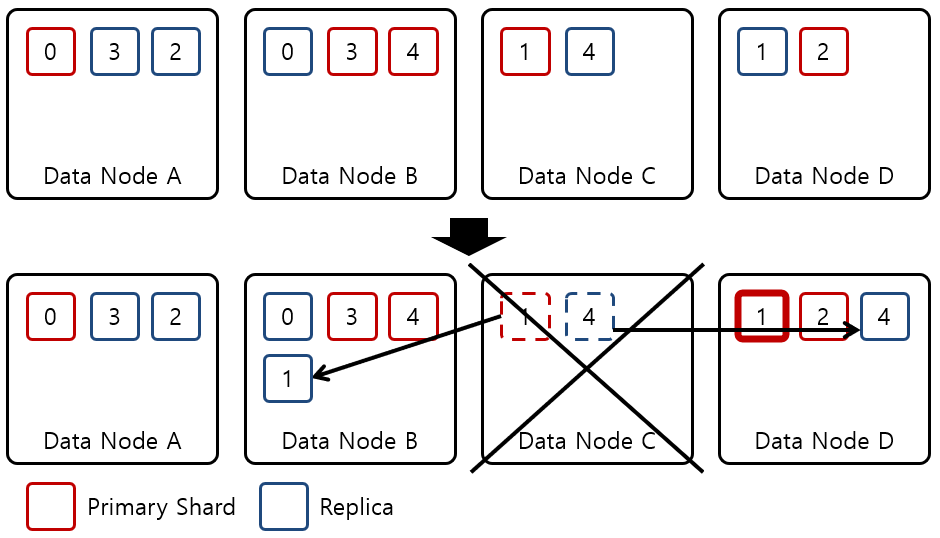 0 3 2
Data Node A
0 3 4
Data Node B
1 4
Data Node C
1 2
Data Node D
0 3 2
Data Node A
0 3 4
1
Data Node B
1 4
Data Node C
1 2 4
Data Node D
Primary Shard
Replica